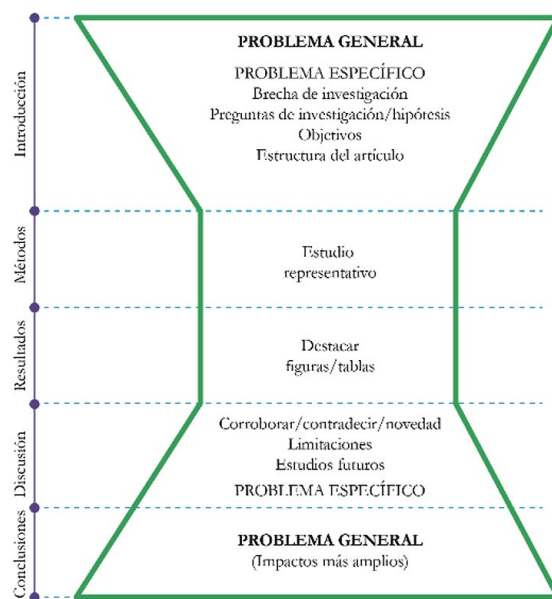 Introducción
PROBLEMA GENERAL
PROBLEMA ESPECÍFICO
Brecha de investigación
Preguntas de investigación/hipótesis
Objetivos
Estructura del artículo
Métodos
Estudio
representativo
Resultados
Destacar
figuras/tablas
Discusión
Corroborar/contradecir/novedad
Limitaciones
Estudios futuros
PROBLEMA ESPECÍFICO
Conclusiones
PROBLEMA GENERAL
(Impactos más amplios)